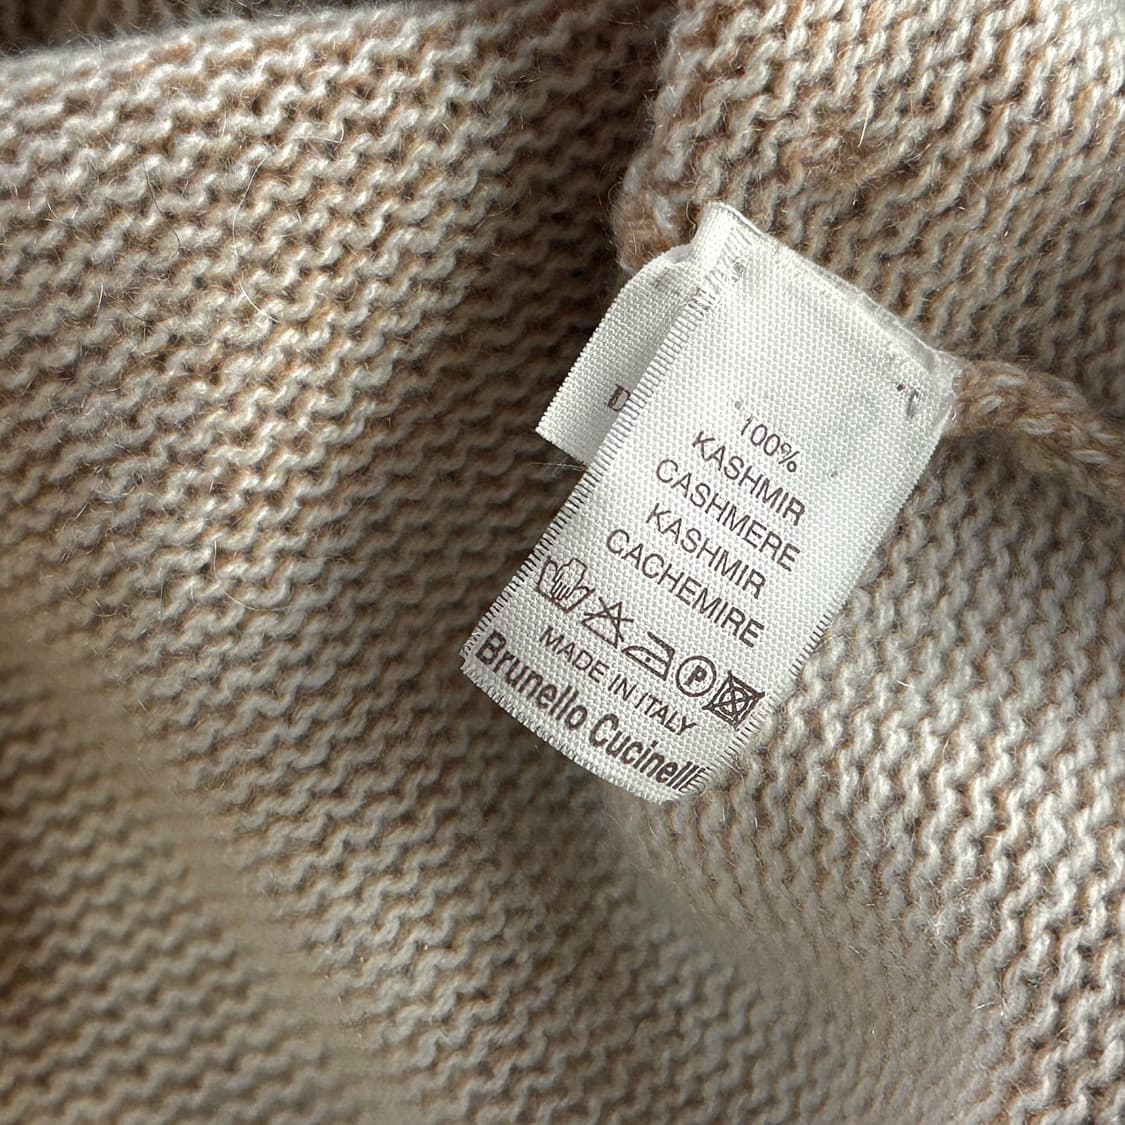 100%
KASHMIR
CASHMERE
KASHMIR
CACHEMIRE
P
MADE IN ITALY
Brunello Cucinelli